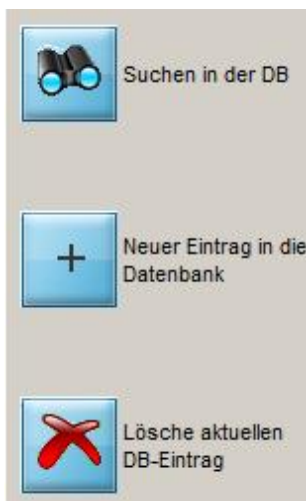 Suchen in der DB
+
Neuer Eintrag in die
Datenbank
Lösche aktuellen
DB-Eintrag